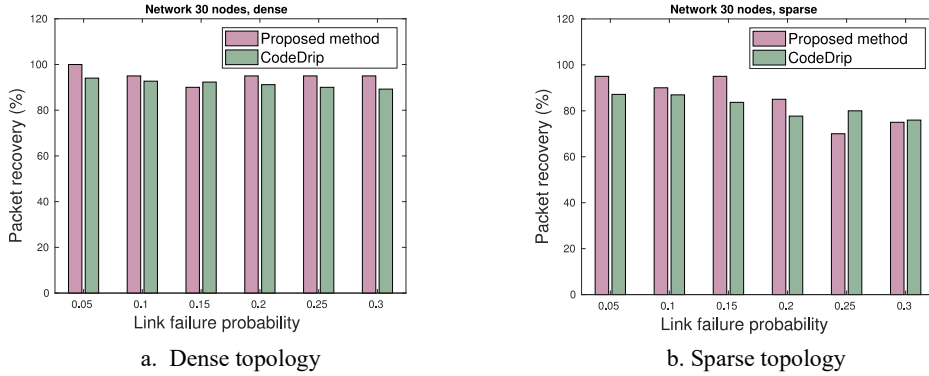 Network 30 nodes, dense
120
100
80
60
40
20
0
Packet recovery (%)
Proposed method
CodeDrip
0.05 0.1 0.15 0.2 0.25 0.3
Link failure probability
a. Dense topology
Network 30 nodes, sparse
120
100
80
60
40
20
0
Packet recovery (%)
Proposed method
CodeDrip
0.05 0.1 0.15 0.2 0.25 0.3
Link failure probability
b. Sparse topology